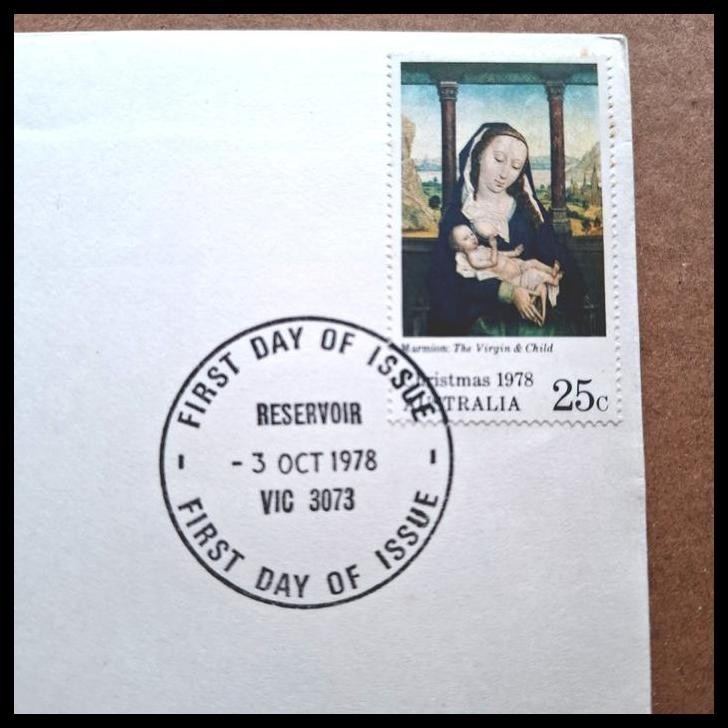 Marmion: The Virgin & Child
Christmas 1978
AUSTRALIA 25c
FIRST DAY OF ISSUE
RESERVOIR
- 3 OCT 1978
VIC 3073
FIRST DAY OF ISSUE